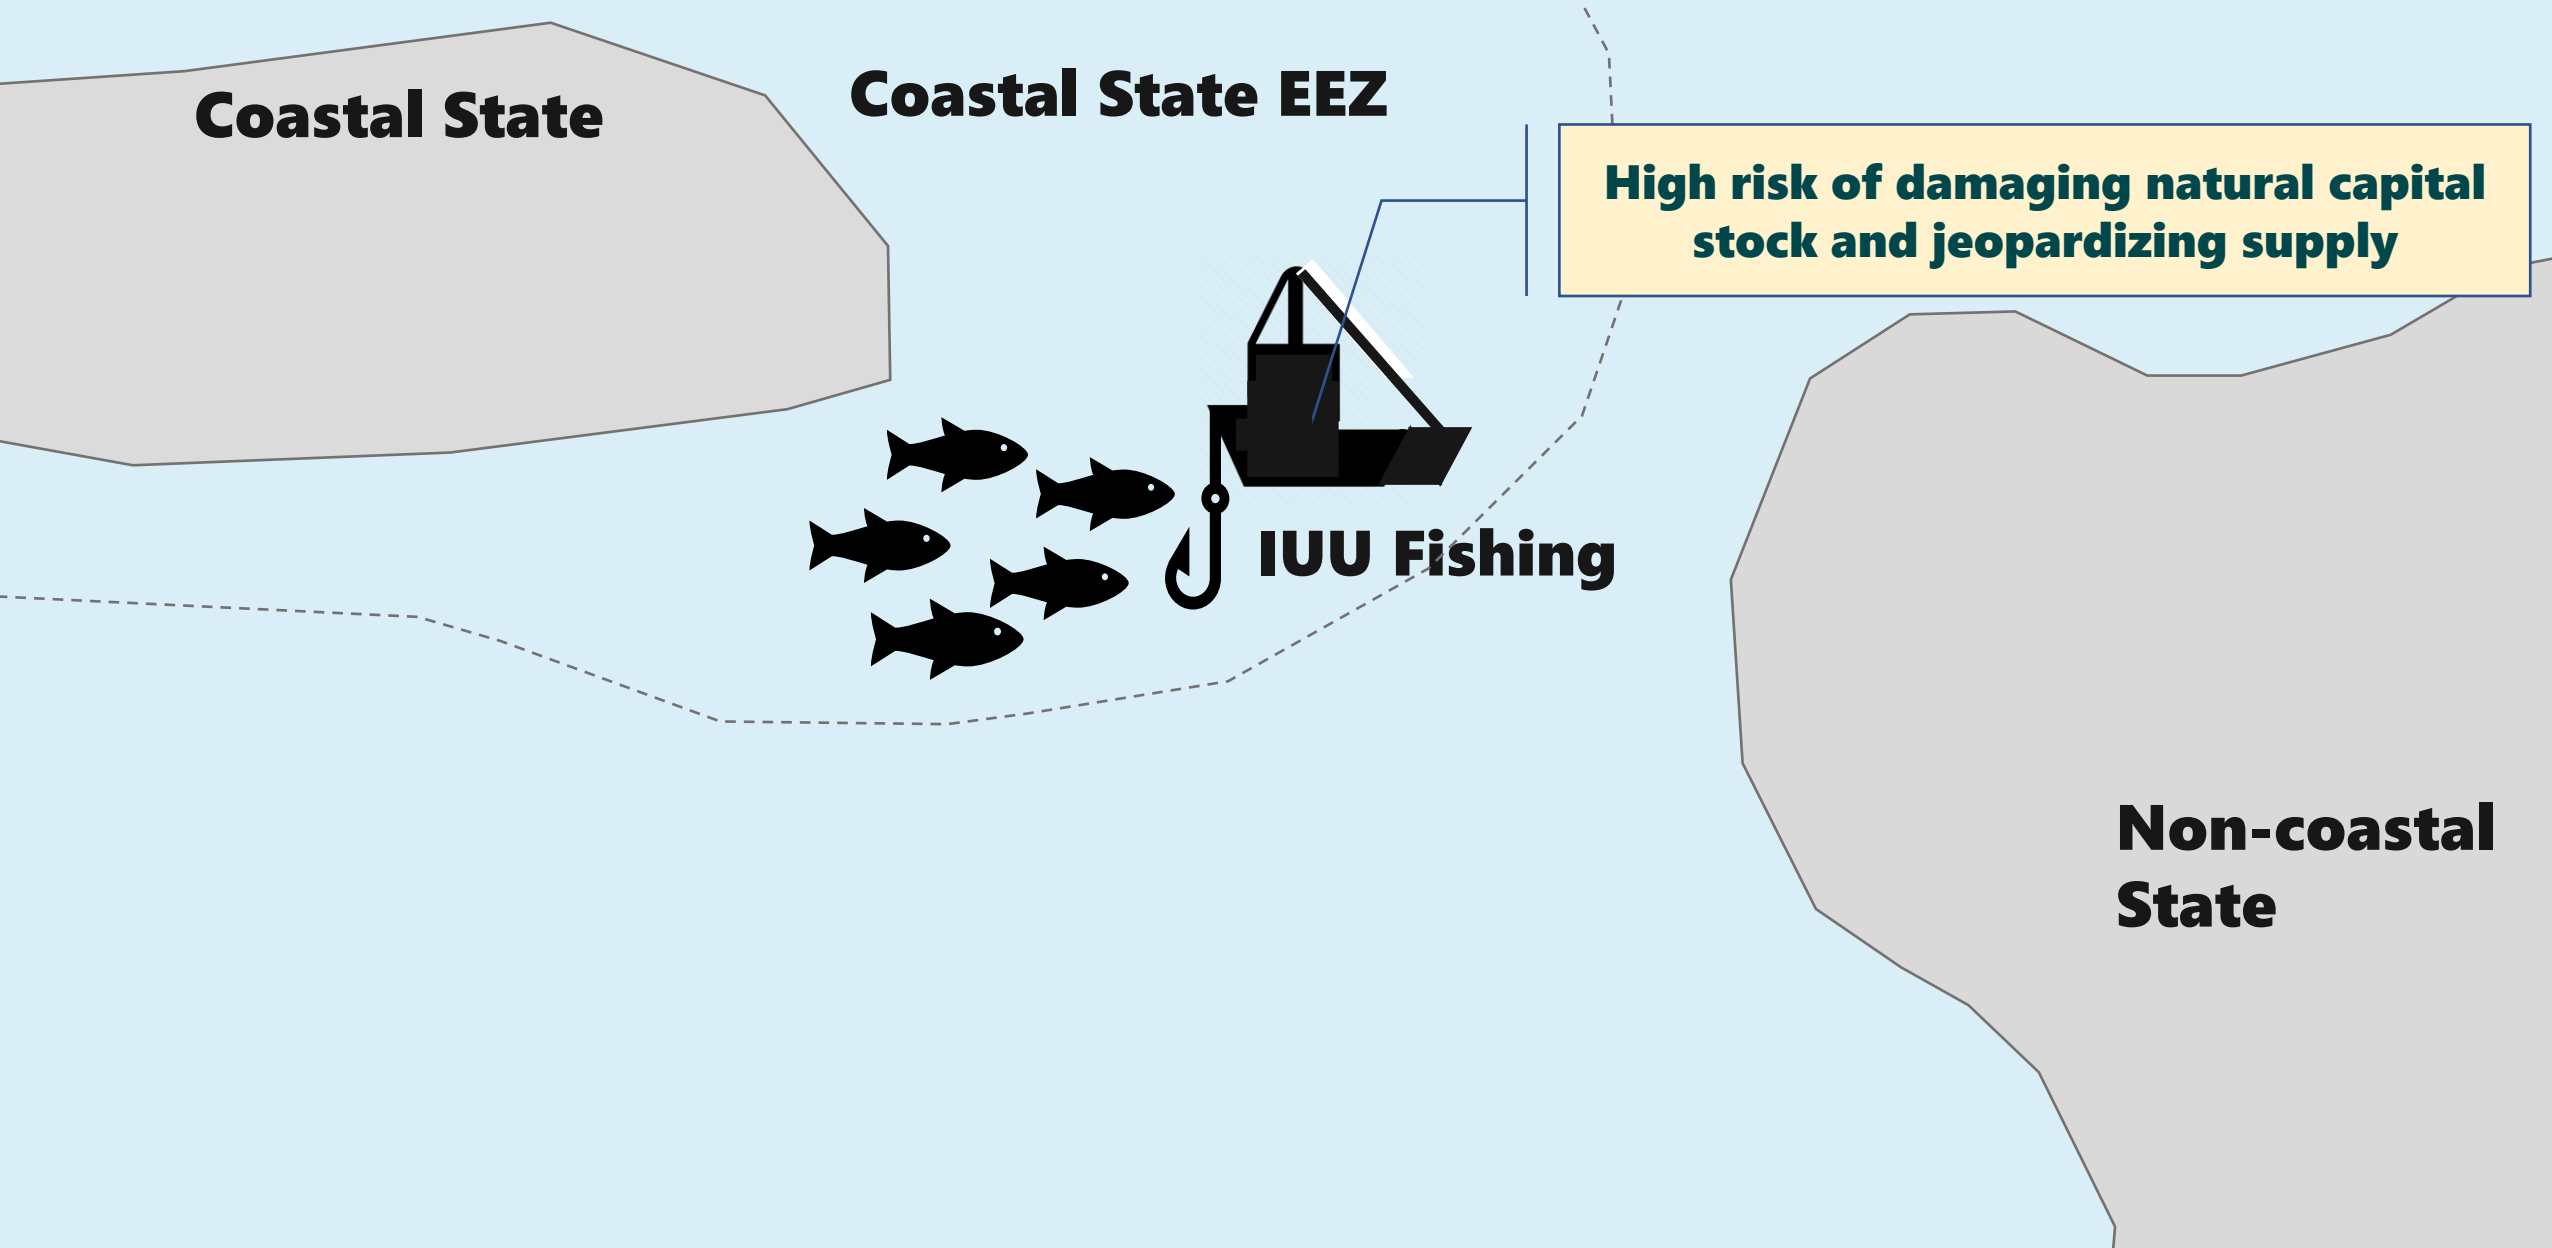 Coastal State
Coastal State EEZ
High risk of damaging natural capital
stock and jeopardizing supply
IUU Fishing
Non-coastal
State